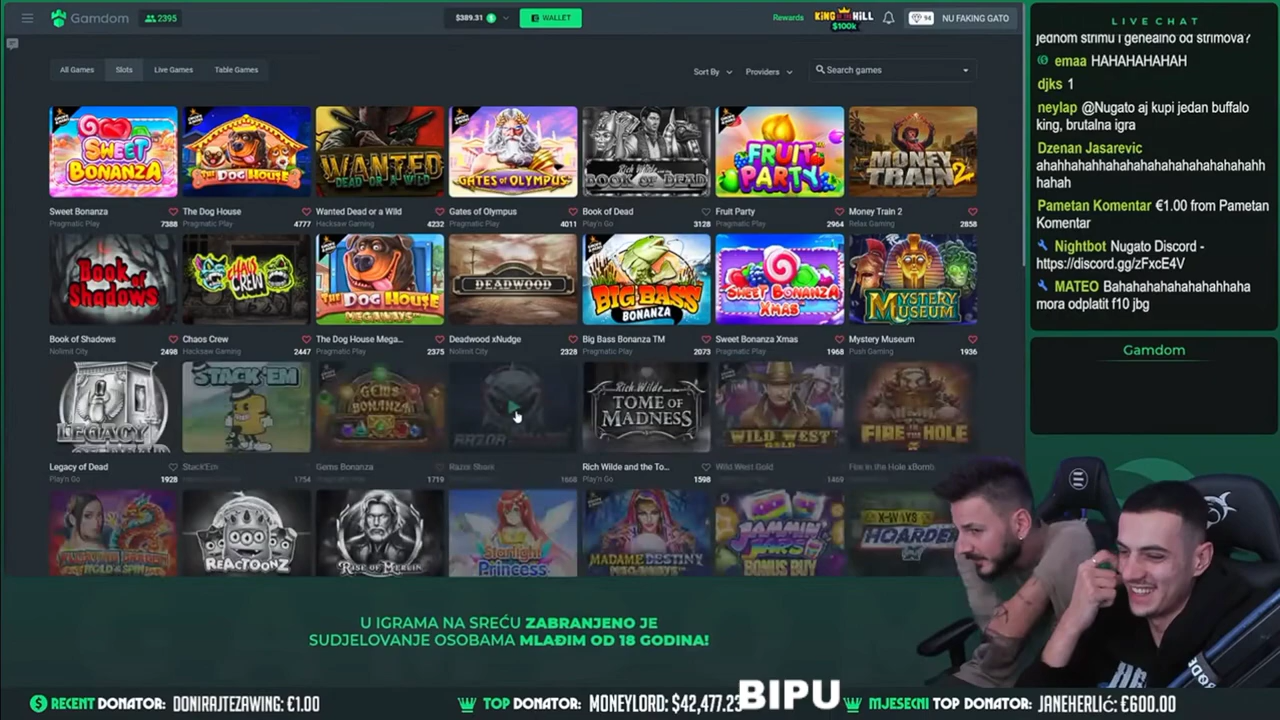 Gamdom
2395
$389.31
WALLET
Rewards
KING HILL
$100k
94
NU FAKING GATO
LIVE CHAT
jednom strimu i genealno od strimova?
emaa HAHAHAHAHAH
djks 1
neylap @Nugato aj kupi jedan buffalo
king, brutalna igra
Dzenan Jasarevic
ahahhahhahahahahahahahahahahh
hahah
Pametan Komentar €1.00 from Pametan
Komentar
Nightbot Nugato Discord -
https://discord.gg/zFxcE4V
MATEO Bahahahahahahahhaha
mora odplatit f10 jbg
Gamdom
All Games
Slots
Live Games
Table Games
Sort By
Providers
Search games
SWEET BONANZA
THE DOG HOUSE
WANTED DEAD OR A WILD
GATES OF OLYMPUS
Rich Wilde BOOK OF DEAD
FRUIT PARTY
MONEY TRAIN 2
Sweet Bonanza
The Dog House
Wanted Dead or a Wild
Gates of Olympus
Book of Dead
Fruit Party
Money Train 2
Pragmatic Play 7388
Pragmatic Play 4777
Hacksaw Gaming 4232
Pragmatic Play 4011
Play'n Go 3128
Pragmatic Play 2964
Relax Gaming 2858
Book of Shadows
CHAOS CREW
THE DOG HOUSE MEGAWAYS
DEADWOOD
BIG BASS BONANZA
SWEET BONANZA XMAS
MYSTERY MUSEUM
Book of Shadows
Chaos Crew
The Dog House Mega...
Deadwood xNudge
Big Bass Bonanza TM
Sweet Bonanza Xmas
Mystery Museum
Nolimit City 2498
Hacksaw Gaming 2447
Pragmatic Play 2375
Nolimit City 2328
Pragmatic Play 2073
Pragmatic Play 1968
Push Gaming 1936
LEGACY
STACK'EM
GEMS BONANZA
RAZOR SHARK
Rich Wilde TOME OF MADNESS
WILD WEST GOLD
FIRE IN THE HOLE
Legacy of Dead
Stack'Em
Gems Bonanza
Razor Shark
Rich Wilde and the To...
Wild West Gold
Fire in the Hole xBomb
Play'n Go 1928
1754
1719
1668
Play'n Go 1598
1469
REACTOONZ
RISE OF MERLIN
Starlight Princess
MADAME DESTINY MEGAWAYS
JAMMIN' JARS BONUS BUY
X-WAYS HOARDER
U IGRAMA NA SREĆU ZABRANJENO JE
SUDJELOVANJE OSOBAMA MLAĐIM OD 18 GODINA!
RECENT DONATOR: DONIRAJTEZAWING: €1.00
TOP DONATOR: MONEYLORD: $42,477.23
BIPU
MJESECNI TOP DONATOR: JANEHERLIĆ: €600.00